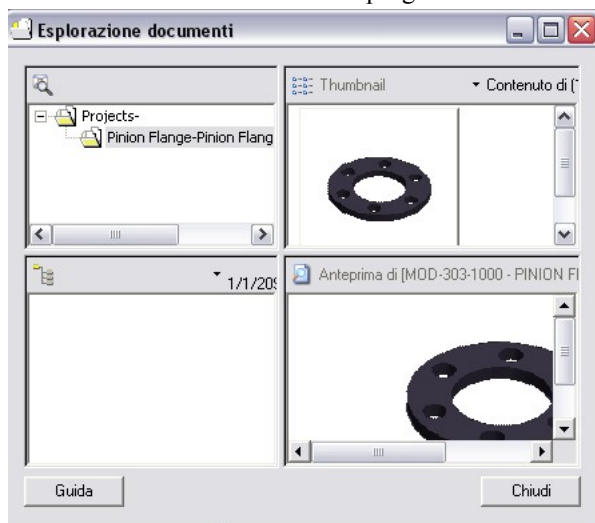 Esplorazione documenti
Thumbnail
Contenuto di ("
Projects-
Pinion Flange-Pinion Flang
1/1/209
Anteprima di [MOD-303-1000 - PINION FI
Guida
Chiudi